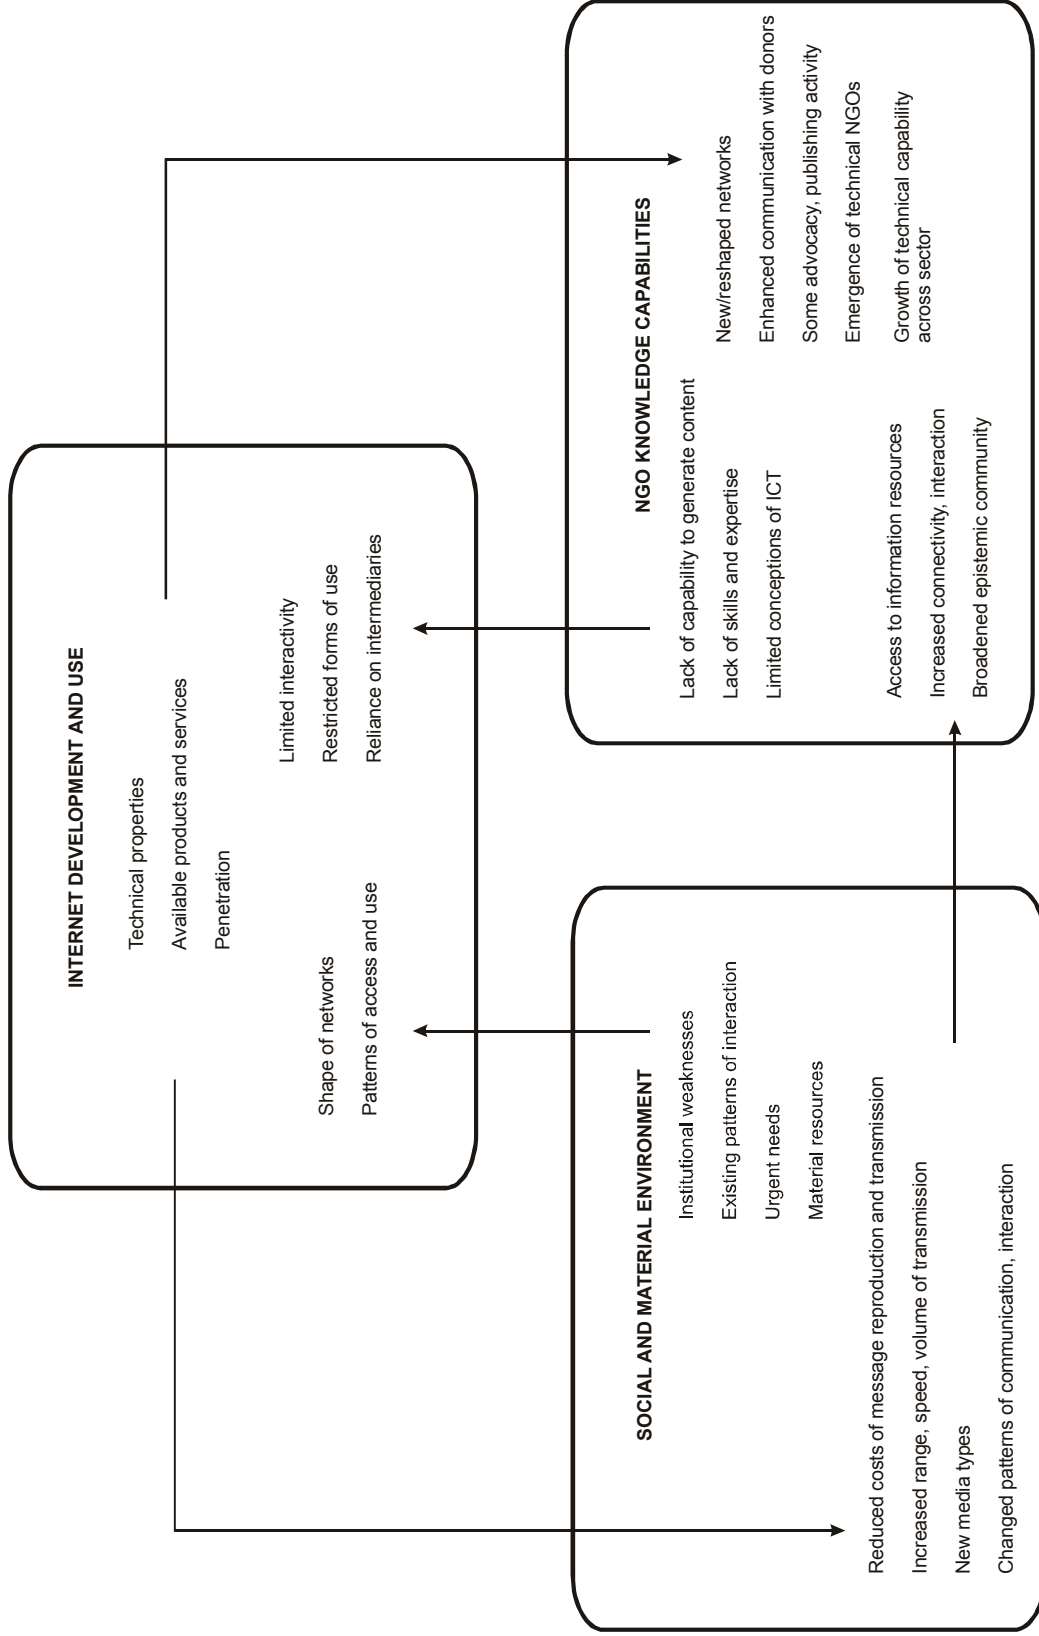 INTERNET DEVELOPMENT AND USE
Technical properties
Available products and services
Penetration
Shape of networks
Patterns of access and use
Limited interactivity
Restricted forms of use
Reliance on intermediaries
SOCIAL AND MATERIAL ENVIRONMENT
Institutional weaknesses
Existing patterns of interaction
Urgent needs
Material resources
Reduced costs of message reproduction and transmission
Increased range, speed, volume of transmission
New media types
Changed patterns of communication, interaction
NGO KNOWLEDGE CAPABILITIES
Lack of capability to generate content
Lack of skills and expertise
Limited conceptions of ICT
New/reshaped networks
Enhanced communication with donors
Some advocacy, publishing activity
Emergence of technical NGOs
Growth of technical capability
across sector
Access to information resources
Increased connectivity, interaction
Broadened epistemic community